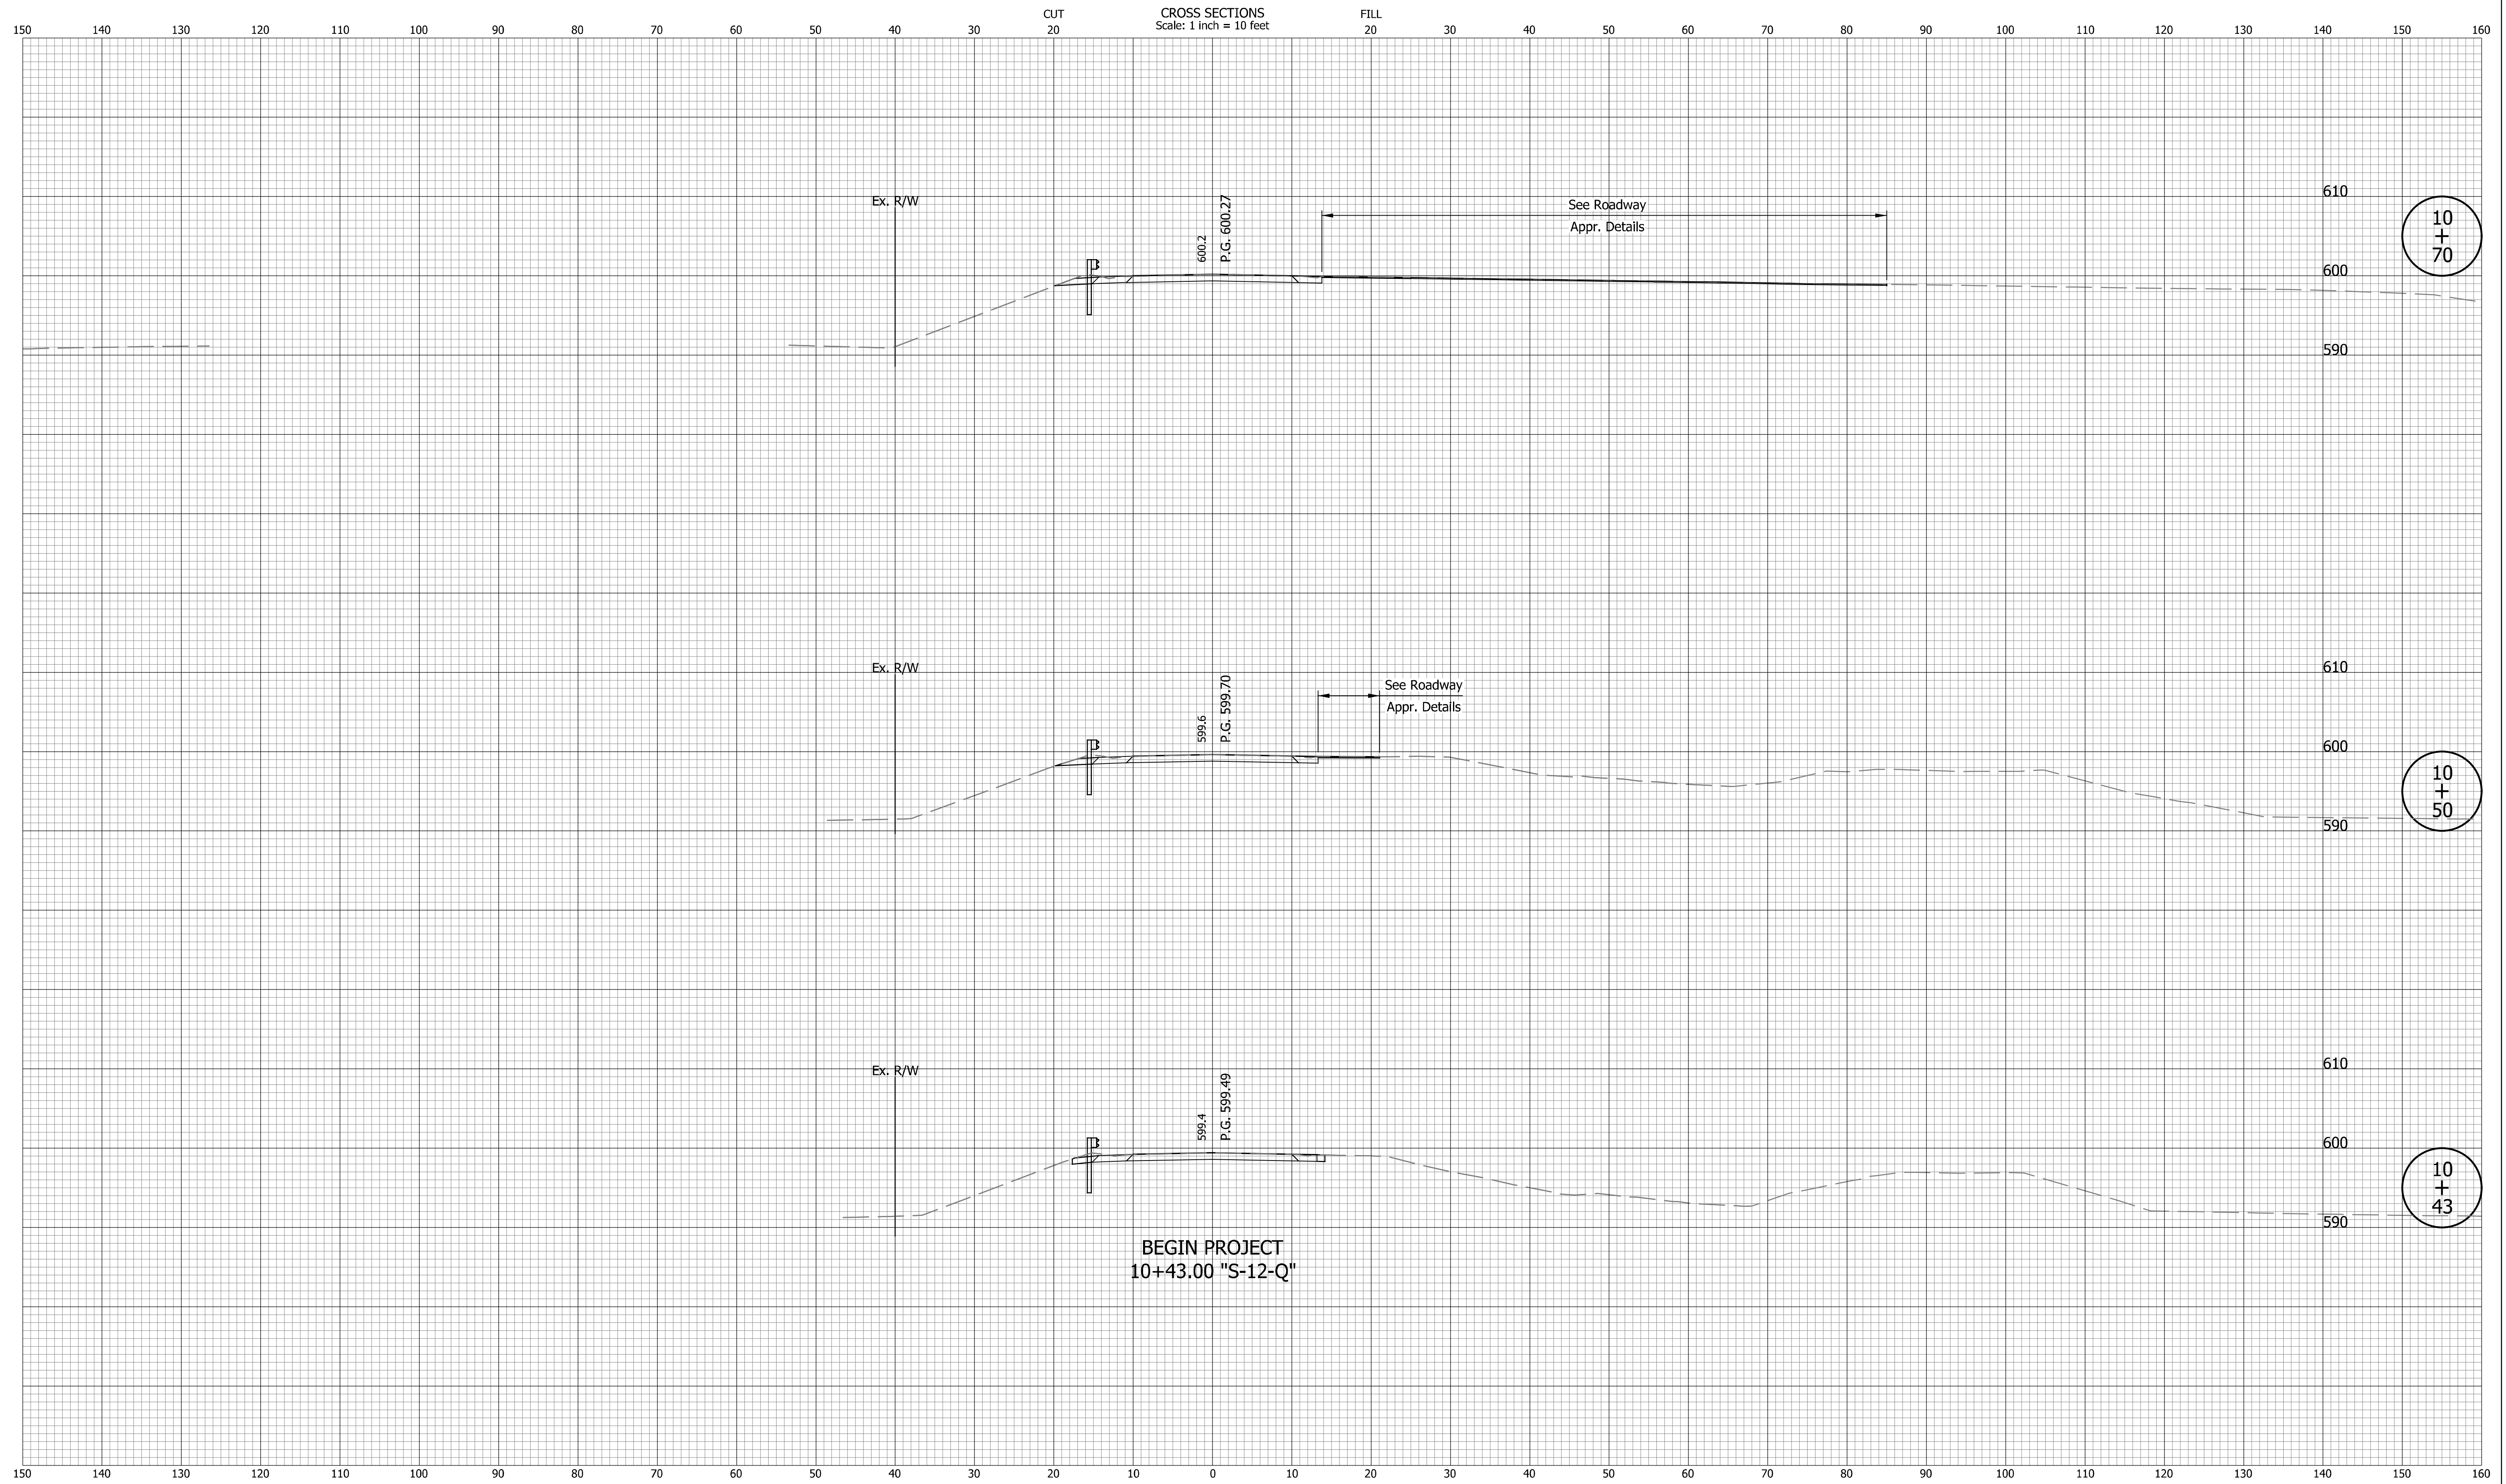 CUT CROSS SECTIONS FILL
Scale: 1 inch = 10 feet
150 140 130 120 110 100 90 80 70 60 50 40 30 20 20 30 40 50 60 70 80 90 100 110 120 130 140 150 160
Ex. R/W
600.2
P.G. 600.27
See Roadway
Appr. Details
610
600
590
10
+
70
Ex. R/W
599.6
P.G. 599.70
See Roadway
Appr. Details
610
600
590
10
+
50
Ex. R/W
599.4
P.G. 599.49
610
600
590
10
+
43
BEGIN PROJECT
10+43.00 "S-12-Q"
150 140 130 120 110 100 90 80 70 60 50 40 30 20 10 0 10 20 30 40 50 60 70 80 90 100 110 120 130 140 150 160